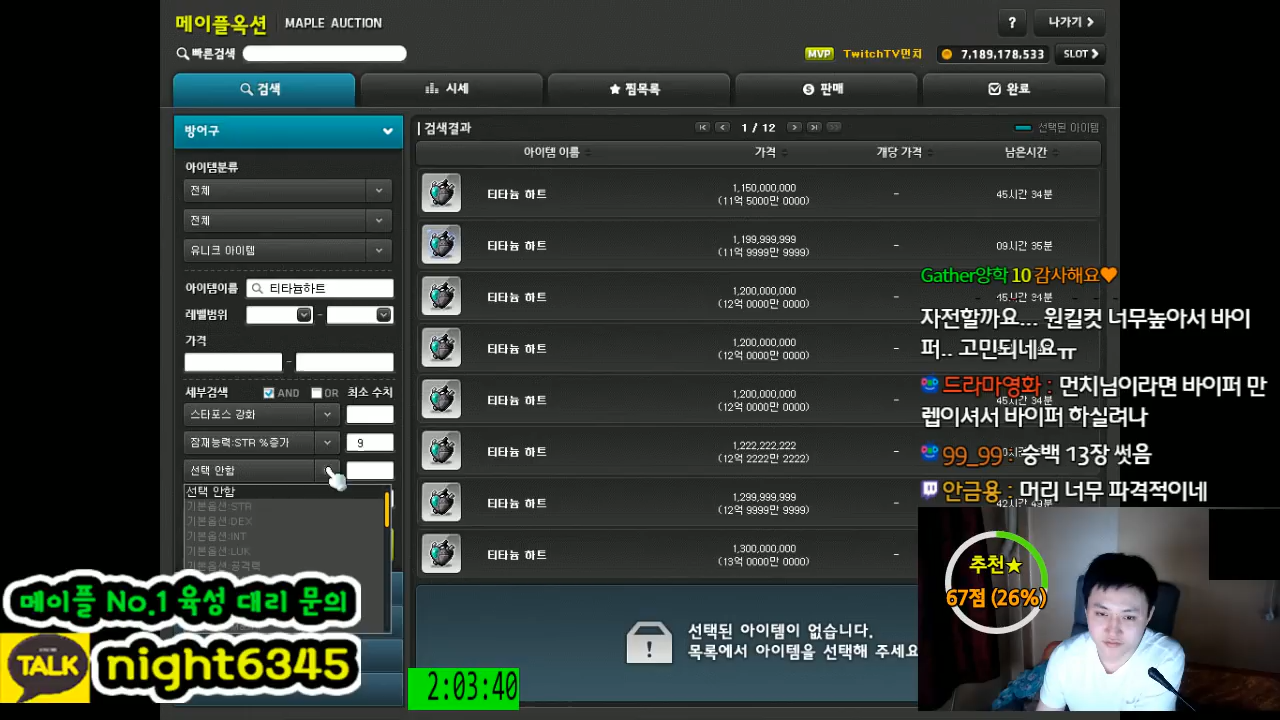 메이플옥션 MAPLE AUCTION
? 나가기
빠른검색
MVP TwitchTV먼치 7,189,178,533 SLOT
검색 시세 찜목록 판매 완료
방어구
아이템분류
전체
전체
유니크 아이템
아이템이름 티타늄하트
레벨범위 -
가격
-
세부검색 AND OR 최소 수치
스타포스 강화
잠재능력:STR %증가 9
선택 안함
선택 안함
기본옵션:STR
기본옵션:DEX
기본옵션:INT
기본옵션:LUK
기본옵션:공격력
검색결과 1 / 12 선택된 아이템
아이템 이름 가격 개당 가격 남은시간
티타늄 하트 1,150,000,000 - 45시간 34분
(11억 5000만 0000)
티타늄 하트 1,199,999,999 - 09시간 35분
(11억 9999만 9999)
티타늄 하트 1,200,000,000 -
(12억 0000만 0000)
티타늄 하트 1,200,000,000
(12억 0000만 0000)
티타늄 하트 1,200,000,000
(12억 0000만 0000)
티타늄 하트 1,222,222,222 -
(12억 2222만 2222)
티타늄 하트 1,299,999,999 -
(12억 9999만 9999)
티타늄 하트 1,300,000,000 -
(13억 0000만 0000)
선택된 아이템이 없습니다.
목록에서 아이템을 선택해 주세요
Gather양학 10 감사해요
자전할까요... 원킬컷 너무높아서 바이
퍼.. 고민되네요ㅠ
드라마영화 : 먼치님이라면 바이퍼 만
렙이셔서 바이퍼 하실려나
99_99 : 숭백 13장 썻음
안금용 : 머리 너무 파격적이네
추천★
67점 (26%)
메이플 No.1 육성 대리 문의
TALK night6345
2:03:40